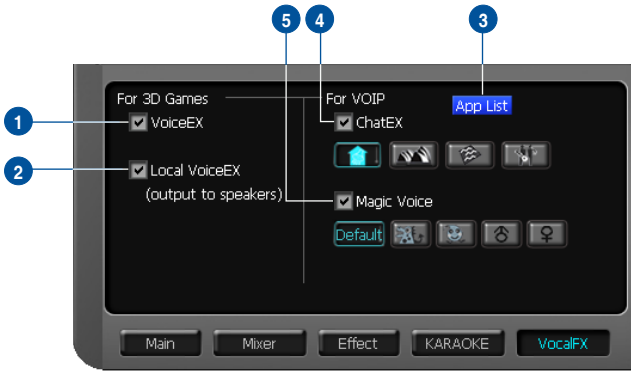 5 4 3
For 3D Games For VOIP App List
1 VoiceEX ChatEX
2 Local VoiceEX
(output to speakers)
Magic Voice
Default
Main Mixer Effect KARAOKE VocalFX